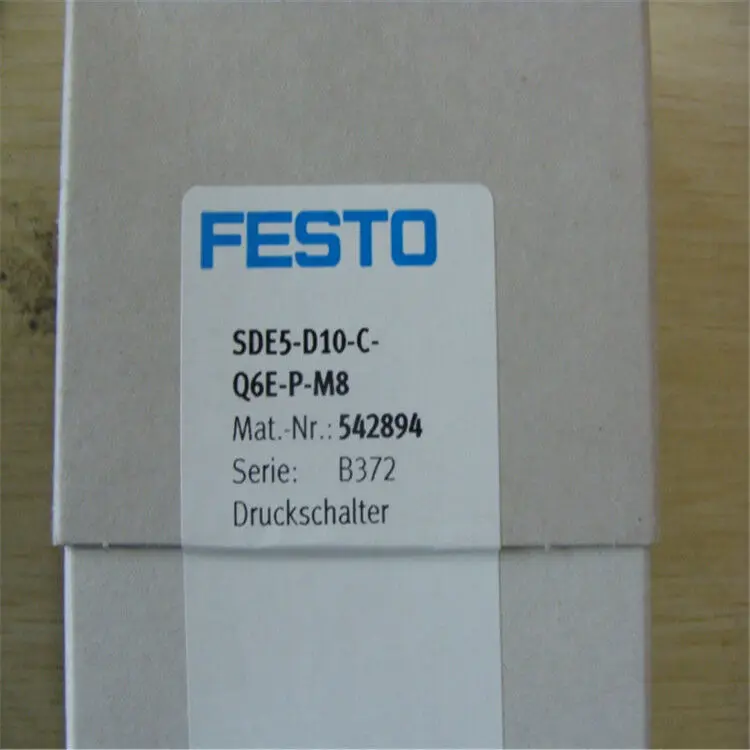 FESTO
SDE5-D10-C-
Q6E-P-M8
Mat.-Nr.: 542894
Serie: B372
Druckschalter